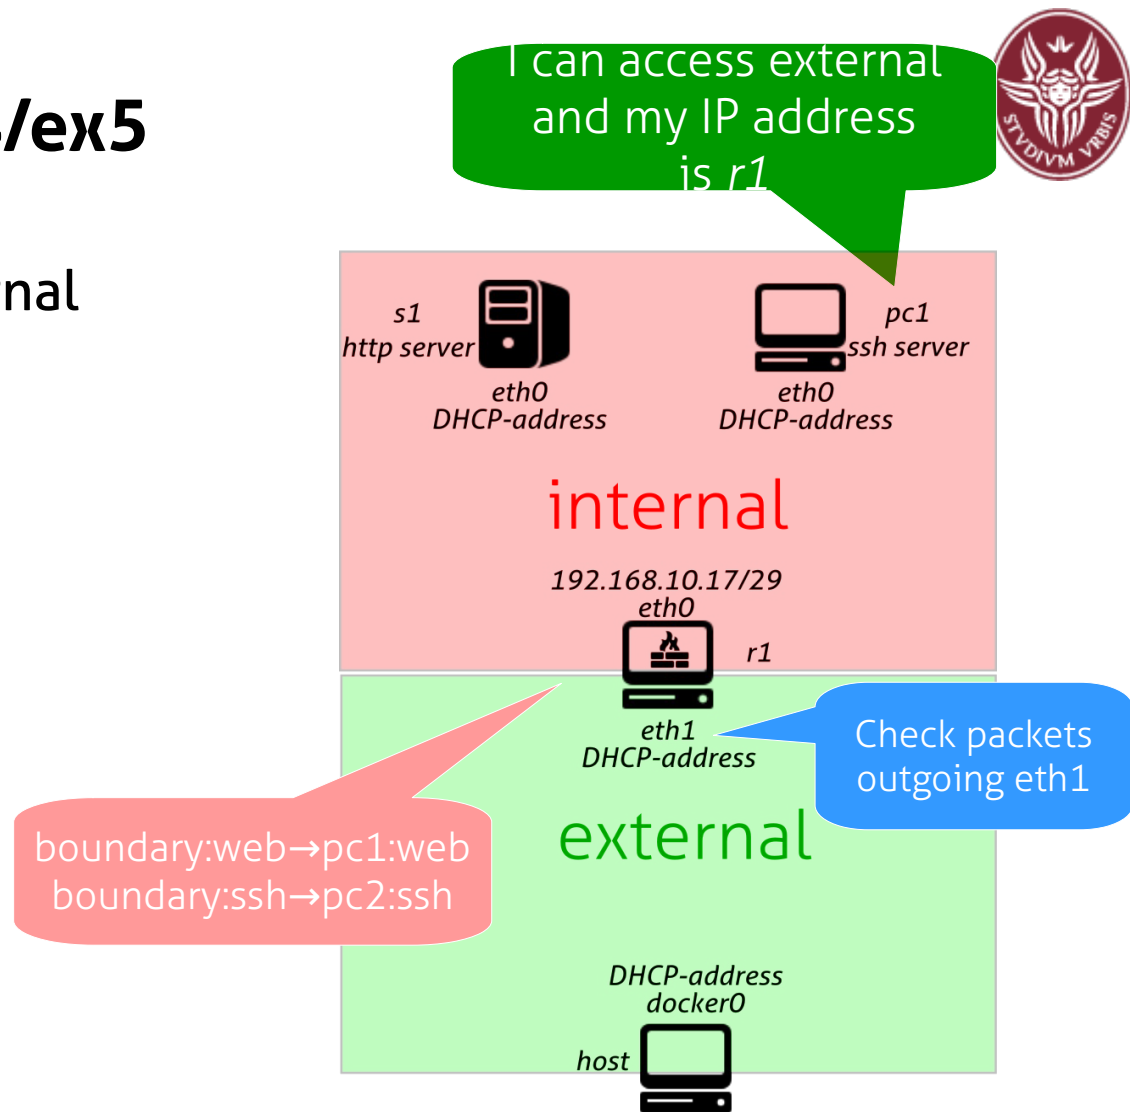 I can access external
and my IP address
is r1
STVDIVM VRBIS
/ex5
nal
s1
http server
eth0
DHCP-address
pc1
ssh server
eth0
DHCP-address
internal
192.168.10.17/29
eth0
r1
eth1
DHCP-address
Check packets
outgoing eth1
boundary:web→pc1:web
boundary:ssh→pc2:ssh
external
DHCP-address
docker0
host